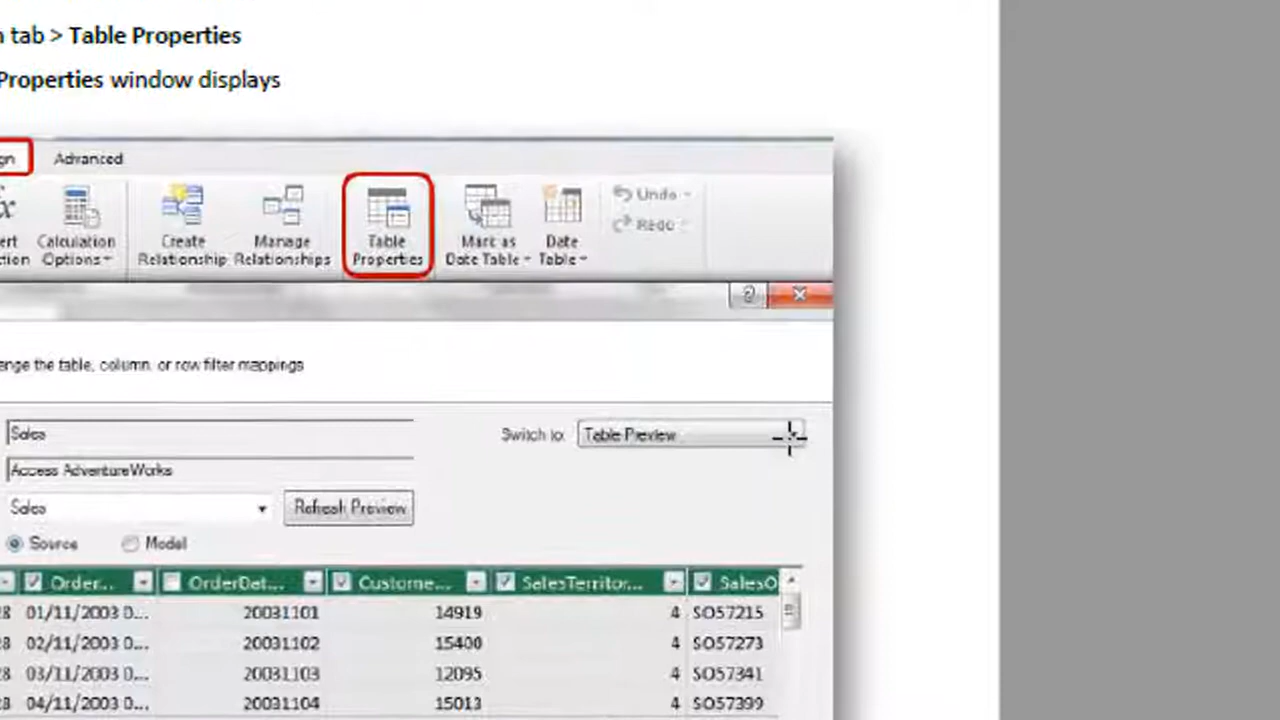 tab > Table Properties
Properties window displays
Advanced
Undo
Redo
Calculation Options
Create Relationship
Manage Relationships
Table Properties
Mark as Date Table
Date Table
the table, column, or row filter mappings
Sales
Switch to: Table Preview
Access AdventureWorks
Sales Refresh Preview
Source Model
Order... OrderDat... Custome... SalesTerritor... SalesO
01/11/2003 0... 20031101 14919 4 SO57215
02/11/2003 0... 20031102 15400 4 SO57273
03/11/2003 0... 20031103 12095 4 SO57341
04/11/2003 0... 20031104 15013 4 SO57399